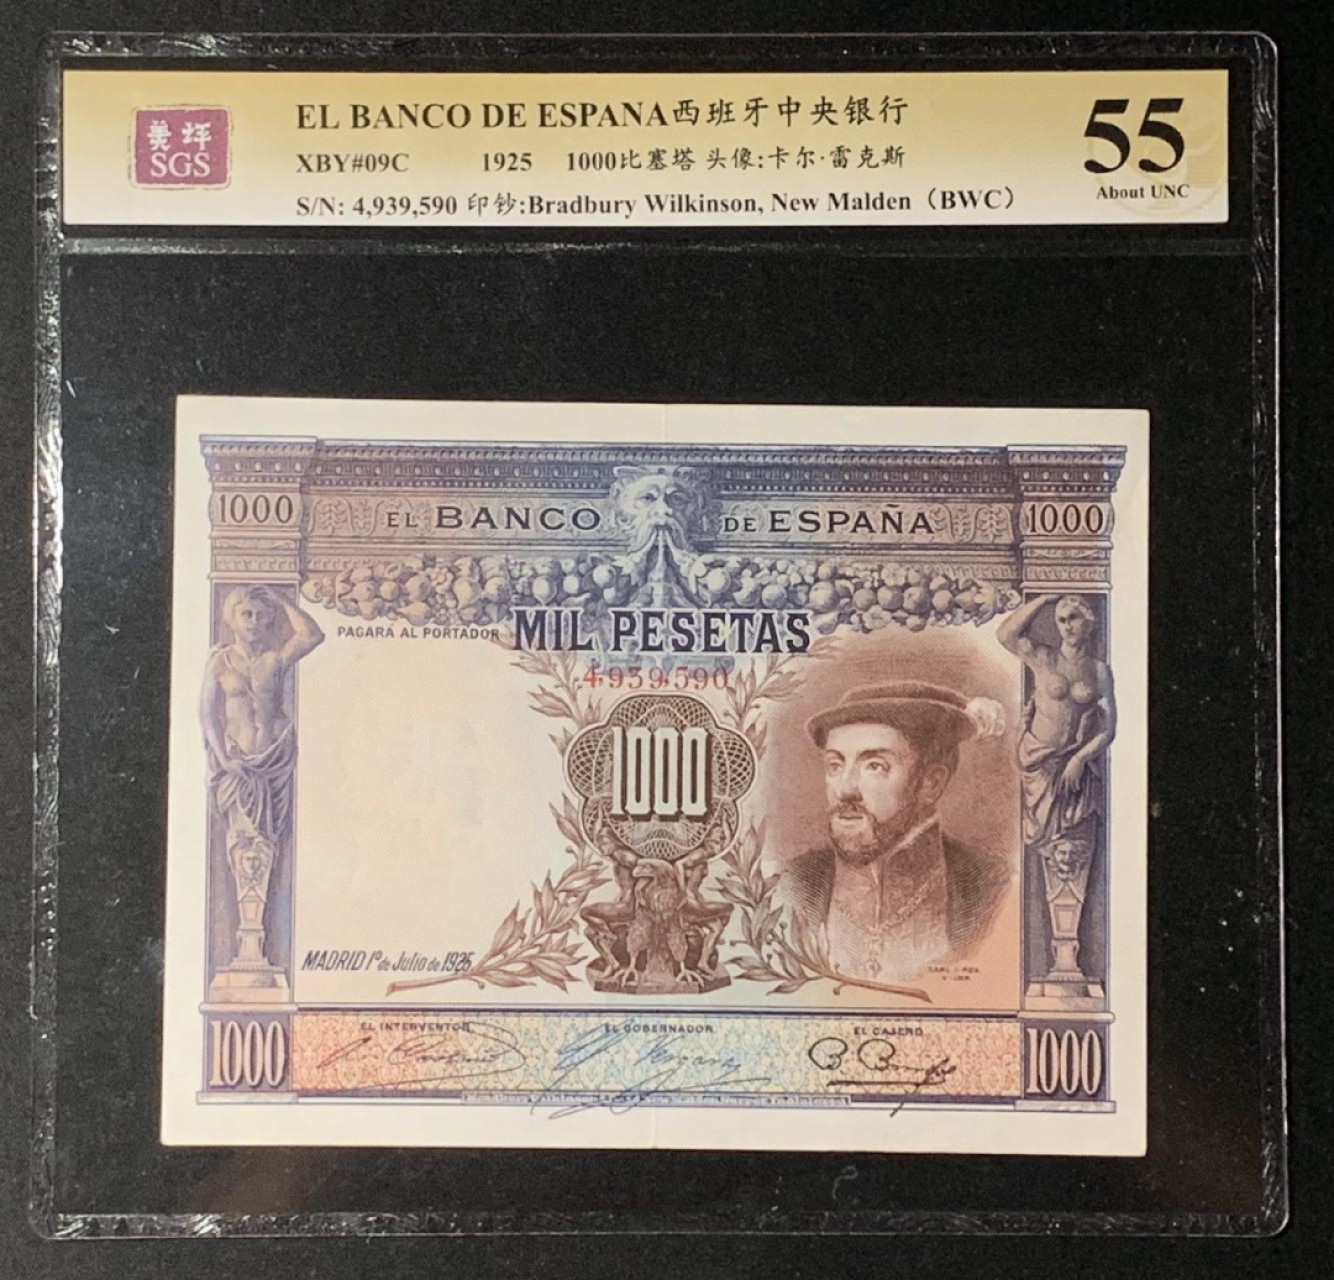 美评
SGS
EL BANCO DE ESPANA西班牙中央银行
XBY#09C 1925 1000比塞塔 头像:卡尔·雷克斯
S/N: 4,939,590 印钞:Bradbury Wilkinson, New Malden（BWC）
55
About UNC
1000 EL BANCO DE ESPAÑA 1000
PAGARÁ AL PORTADOR MIL PESETAS
4,939,590
1000
MADRID 1º de Julio de 1925
CARL I REX
EL INTERVENTOR EL GOBERNADOR EL CAJERO
1000 1000